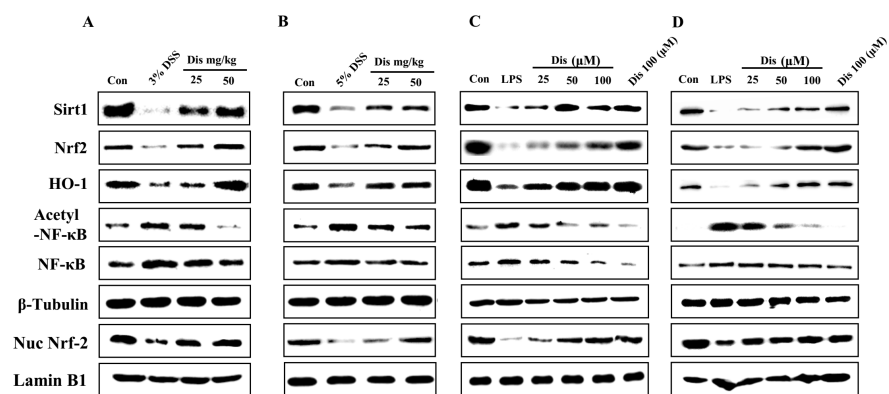 A B C D
Con 3% DSS Dis mg/kg 25 50
Con 5% DSS Dis mg/kg 25 50
Con LPS Dis (μM) 25 50 100 Dis 100 (μM)
Con LPS Dis (μM) 25 50 100 Dis 100 (μM)
Sirt1
Nrf2
HO-1
Acetyl
-NF-κB
NF-κB
β-Tubulin
Nuc Nrf-2
Lamin B1